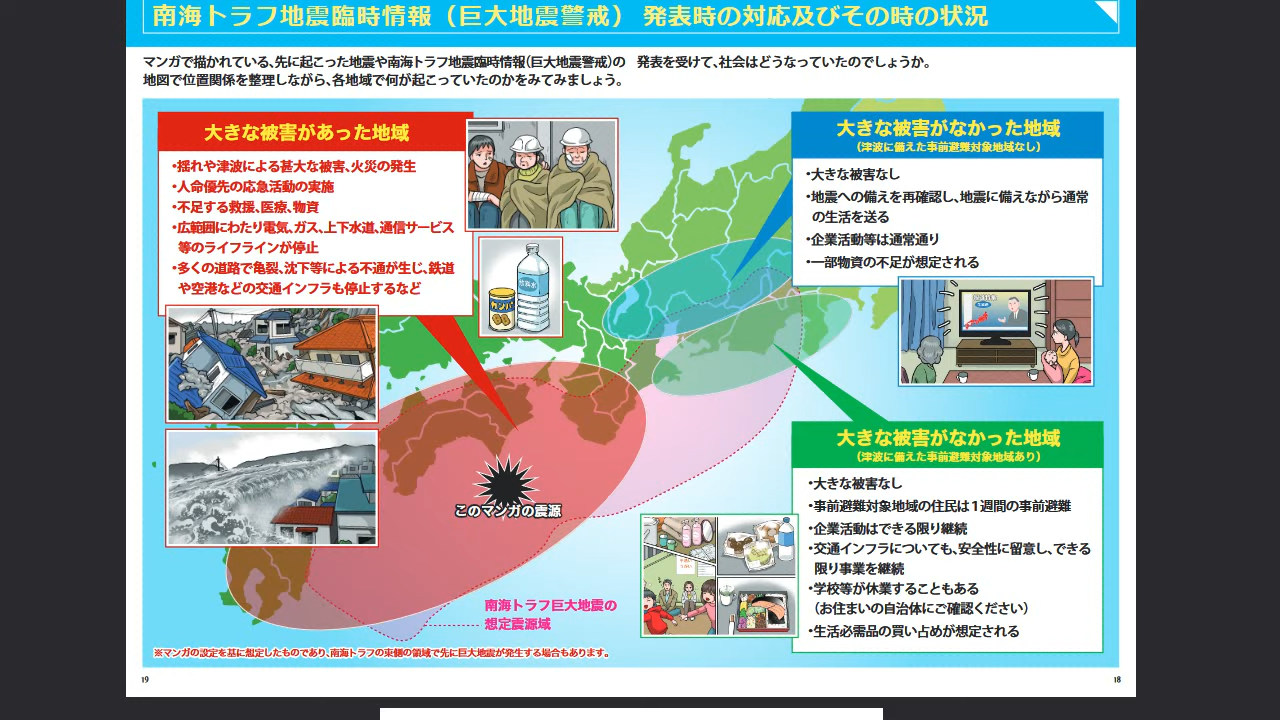 南海トラフ地震臨時情報（巨大地震警戒） 発表時の対応及びその時の状況
マンガで描かれている、先に起こった地震や南海トラフ地震臨時情報（巨大地震警戒）の　発表を受けて、社会はどうなっていたのでしょうか。
地図で位置関係を整理しながら、各地域で何が起こっていたのかをみてみましょう。
大きな被害があった地域
・揺れや津波による甚大な被害、火災の発生
・人命優先の応急活動の実施
・不足する救援、医療、物資
・広範囲にわたり電気、ガス、上下水道、通信サービス
等のライフラインが停止
・多くの道路で亀裂、沈下等による不通が生じ、鉄道
や空港などの交通インフラも停止するなど
飲料水
カンパン
大きな被害がなかった地域
（津波に備えた事前避難対象地域なし）
・大きな被害なし
・地震への備えを再確認し、地震に備えながら通常
の生活を送る
・企業活動等は通常通り
・一部物資の不足が想定される
このマンガの震源
南海トラフ巨大地震の
想定震源域
大きな被害がなかった地域
（津波に備えた事前避難対象地域あり）
・大きな被害なし
・事前避難対象地域の住民は1週間の事前避難
・企業活動はできる限り継続
・交通インフラについても、安全性に留意し、できる
限り事業を継続
・学校等が休業することもある
（お住まいの自治体にご確認ください）
・生活必需品の買い占めが想定される
※マンガの設定を基に想定したものであり、南海トラフの東側の領域で先に巨大地震が発生する場合もあります。
19
18